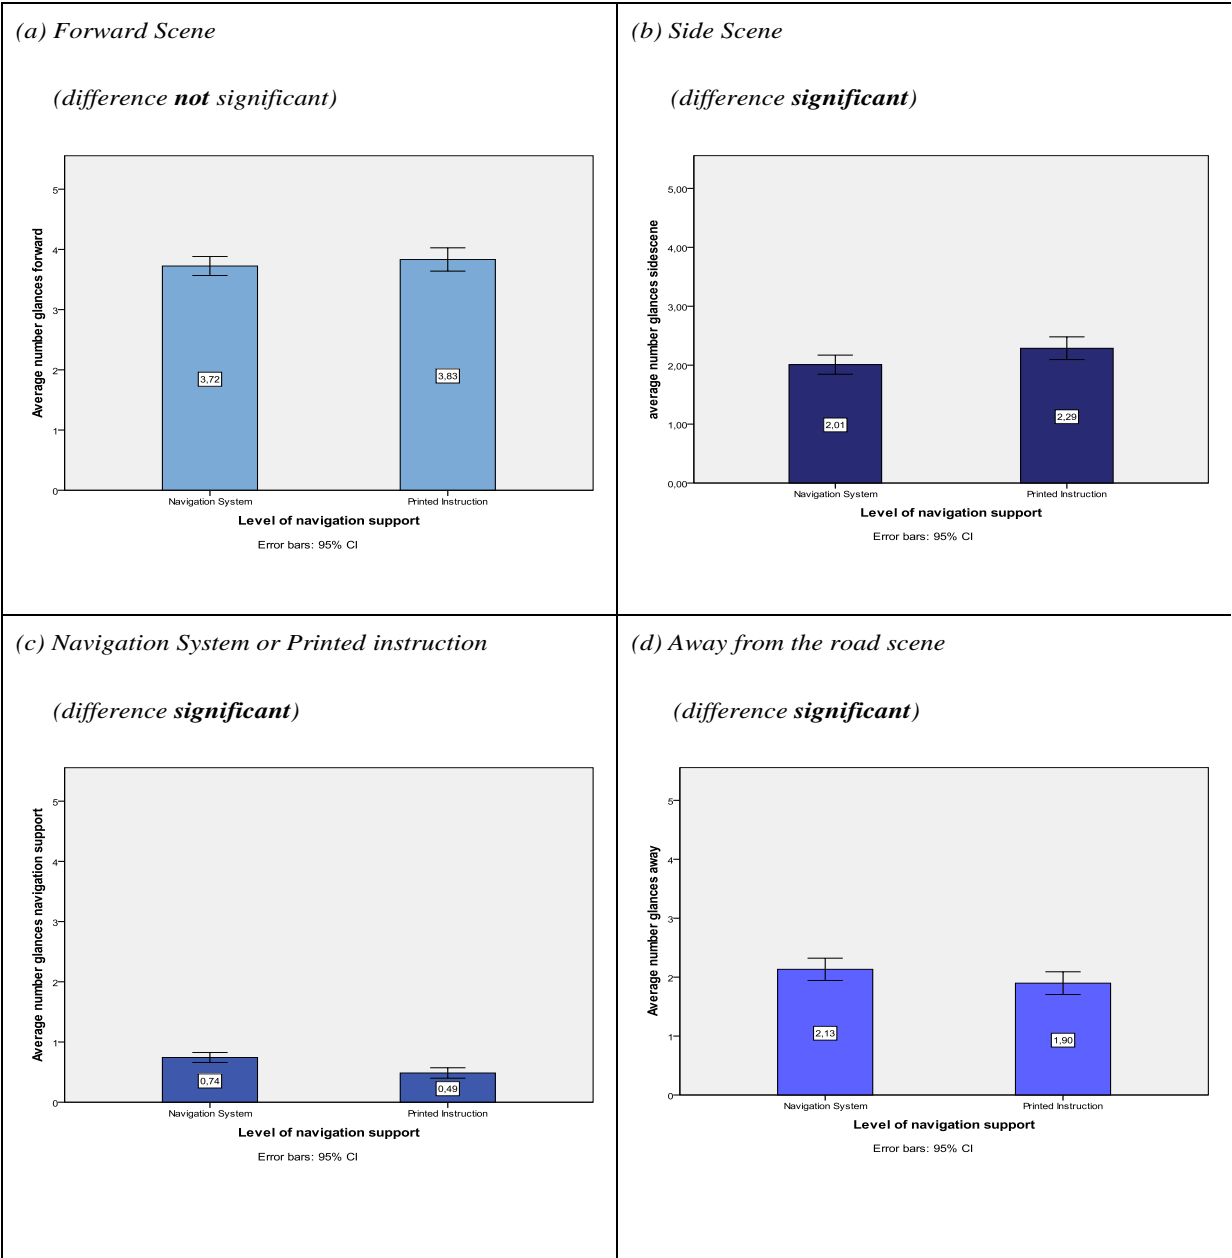 (a) Forward Scene
(difference not significant)
Average number glances forward
5
4
3
2
1
0
3,72
3,83
Navigation System
Printed Instruction
Level of navigation support
Error bars: 95% CI
(b) Side Scene
(difference significant)
average number glances sidescene
5,00
4,00
3,00
2,00
1,00
0,00
2,01
2,29
Navigation System
Printed Instruction
Level of navigation support
Error bars: 95% CI
(c) Navigation System or Printed instruction
(difference significant)
Average number glances navigation support
5
4
3
2
1
0
0,74
0,49
Navigation System
Printed Instruction
Level of navigation support
Error bars: 95% CI
(d) Away from the road scene
(difference significant)
Average number glances away
5
4
3
2
1
0
2,13
1,90
Navigation System
Printed Instruction
Level of navigation support
Error bars: 95% CI